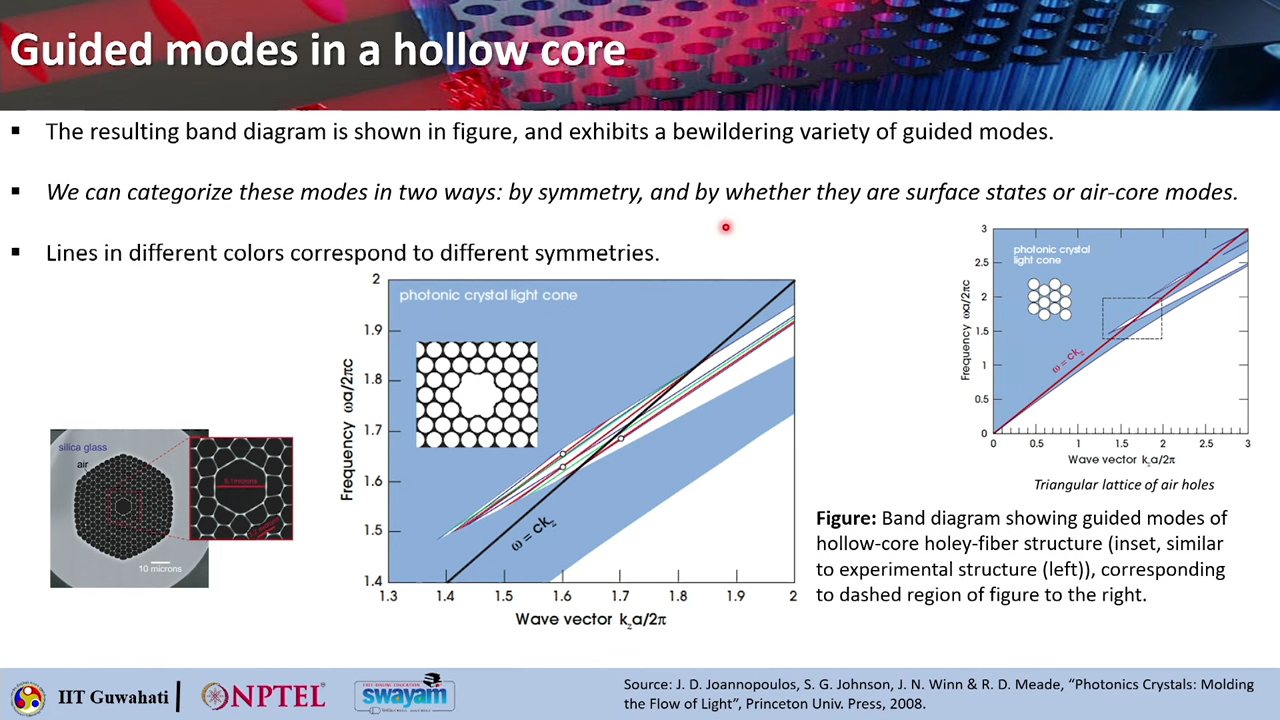 Guided modes in a hollow core
▪ The resulting band diagram is shown in figure, and exhibits a bewildering variety of guided modes.
▪ We can categorize these modes in two ways: by symmetry, and by whether they are surface states or air-core modes.
▪ Lines in different colors correspond to different symmetries.
silica glass
air
10 microns
2
1.9
1.8
1.7
1.6
1.5
1.4
Frequency ωa/2πc
photonic crystal light cone
ω = ckz
1.3 1.4 1.5 1.6 1.7 1.8 1.9 2
Wave vector kza/2π
3
2.5
2
1.5
1
0.5
0
Frequency ωa/2πc
photonic crystal
light cone
ω = ckz
0 0.5 1 1.5 2 2.5 3
Wave vector kza/2π
Triangular lattice of air holes
Figure: Band diagram showing guided modes of
hollow-core holey-fiber structure (inset, similar
to experimental structure (left)), corresponding
to dashed region of figure to the right.
IIT Guwahati
NPTEL
FREE ONLINE EDUCATION
swayam
Source: J. D. Joannopoulos, S. G. Johnson, J. N. Winn & R. D. Meade, “Photonics Crystals: Molding
the Flow of Light”, Princeton Univ. Press, 2008.